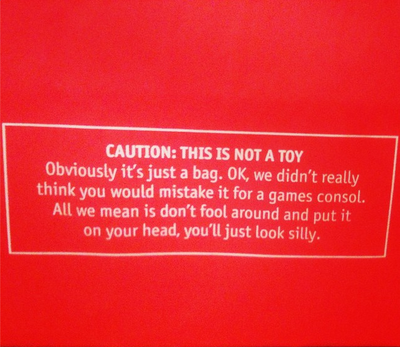 CAUTION: THIS IS NOT A TOY
Obviously it's just a bag. OK, we didn't really
think you would mistake it for a games consol.
All we mean is don't fool around and put it
on your head, you'll just look silly.